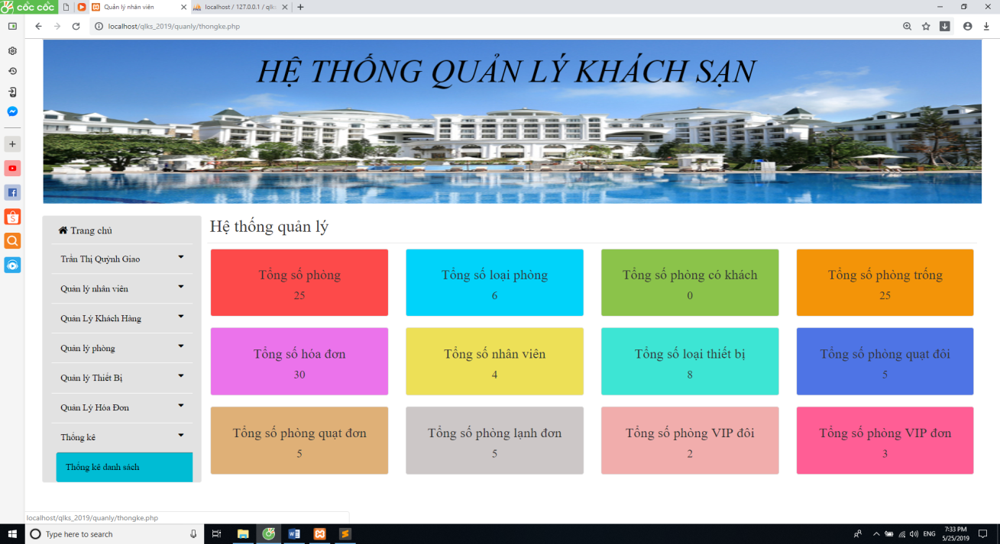 cốc cốc
Quản lý nhân viên
localhost / 127.0.0.1 / qlks
localhost/qlks_2019/quanly/thongke.php
HỆ THỐNG QUẢN LÝ KHÁCH SẠN
Trang chủ
Trần Thị Quỳnh Giao
Quản lý nhân viên
Quản Lý Khách Hàng
Quản lý phòng
Quản lý Thiết Bị
Quản Lý Hóa Đơn
Thống kê
Thống kê danh sách
Hệ thống quản lý
Tổng số phòng
25
Tổng số loại phòng
6
Tổng số phòng có khách
0
Tổng số phòng trống
25
Tổng số hóa đơn
30
Tổng số nhân viên
4
Tổng số loại thiết bị
8
Tổng số phòng quạt đôi
5
Tổng số phòng quạt đơn
5
Tổng số phòng lạnh đơn
5
Tổng số phòng VIP đôi
2
Tổng số phòng VIP đơn
3
localhost/qlks_2019/quanly/thongke.php
Type here to search
ENG
7:33 PM
5/25/2019